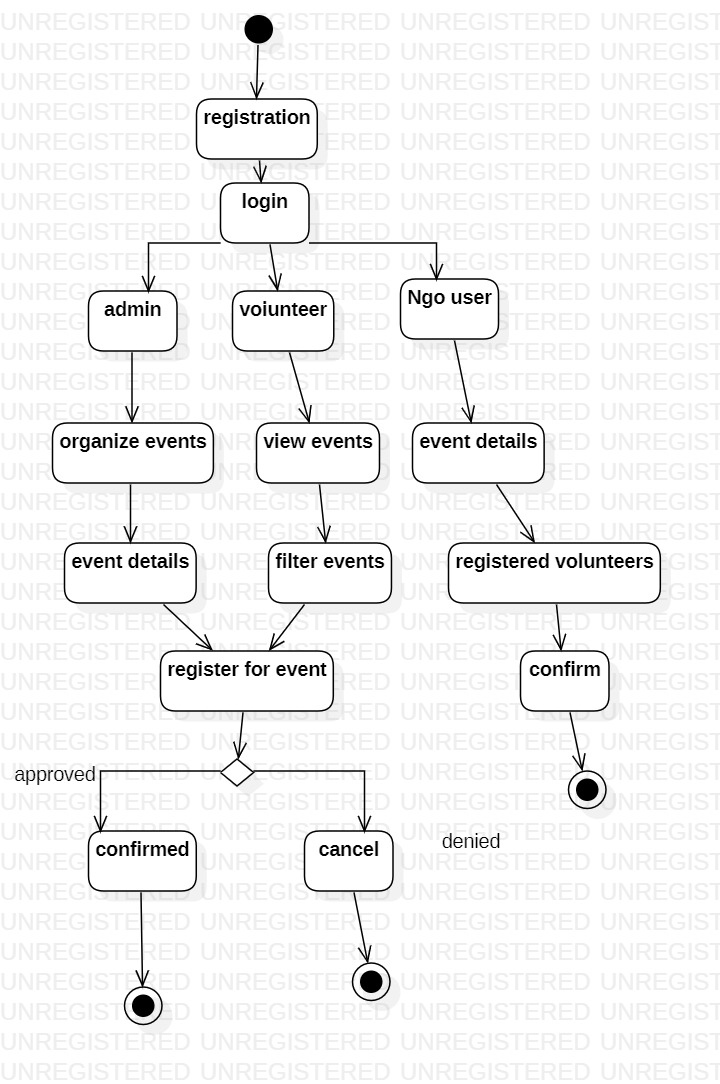 registration
login
admin
voiunteer
Ngo user
organize events
view events
event details
event details
filter events
registered volunteers
register for event
confirm
approved
confirmed
cancel
denied